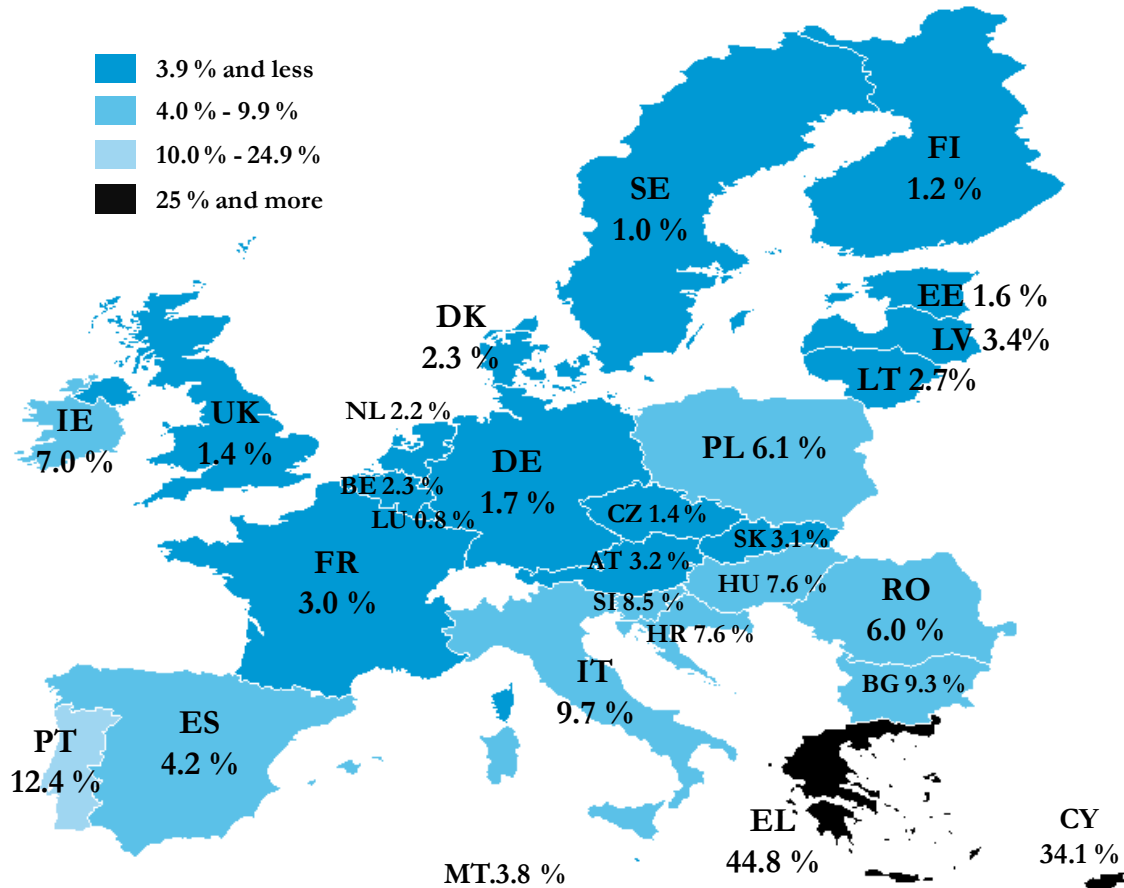 3.9 % and less
4.0 % - 9.9 %
10.0 % - 24.9 %
25 % and more
FI
1.2 %
SE
1.0 %
EE 1.6 %
LV 3.4%
LT 2.7%
DK
2.3 %
NL 2.2 %
IE
7.0 %
UK
1.4 %
PL 6.1 %
DE
1.7 %
BE 2.3 %
LU 0.8 %
CZ 1.4 %
SK 3.1 %
AT 3.2 %
HU 7.6 %
FR
3.0 %
SI 8.5 %
HR 7.6 %
RO
6.0 %
IT
9.7 %
BG 9.3 %
ES
4.2 %
PT
12.4 %
EL
44.8 %
CY
34.1 %
MT.3.8 %